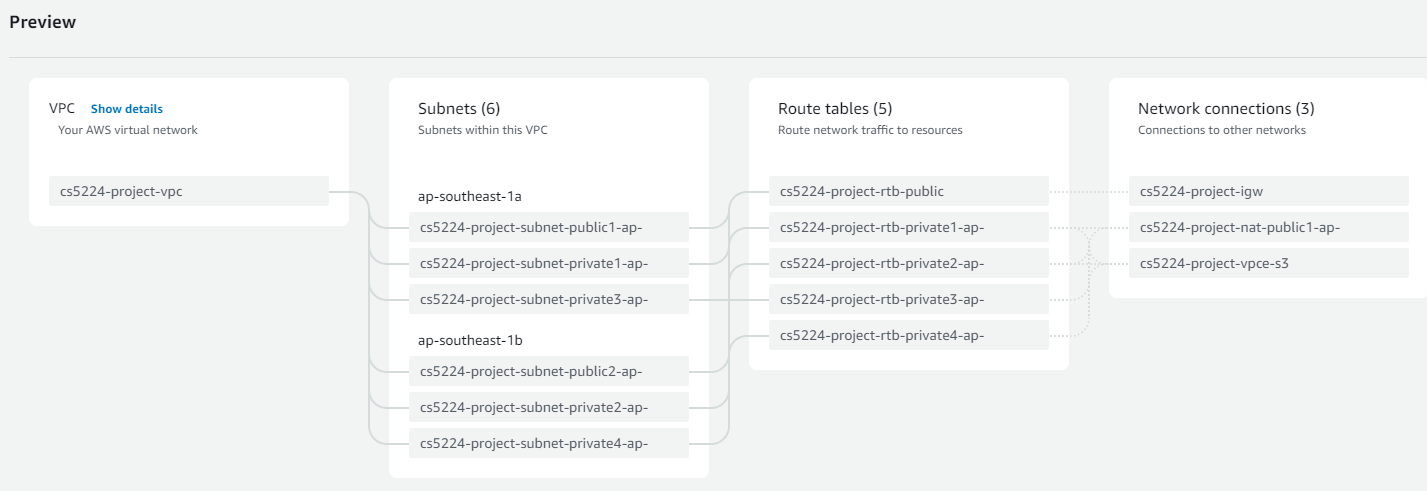 Preview
VPC Show details
Your AWS virtual network
cs5224-project-vpc
Subnets (6)
Subnets within this VPC
ap-southeast-1a
cs5224-project-subnet-public1-ap-
cs5224-project-subnet-private1-ap-
cs5224-project-subnet-private3-ap-
ap-southeast-1b
cs5224-project-subnet-public2-ap-
cs5224-project-subnet-private2-ap-
cs5224-project-subnet-private4-ap-
Route tables (5)
Route network traffic to resources
cs5224-project-rtb-public
cs5224-project-rtb-private1-ap-
cs5224-project-rtb-private2-ap-
cs5224-project-rtb-private3-ap-
cs5224-project-rtb-private4-ap-
Network connections (3)
Connections to other networks
cs5224-project-igw
cs5224-project-nat-public1-ap-
cs5224-project-vpce-s3